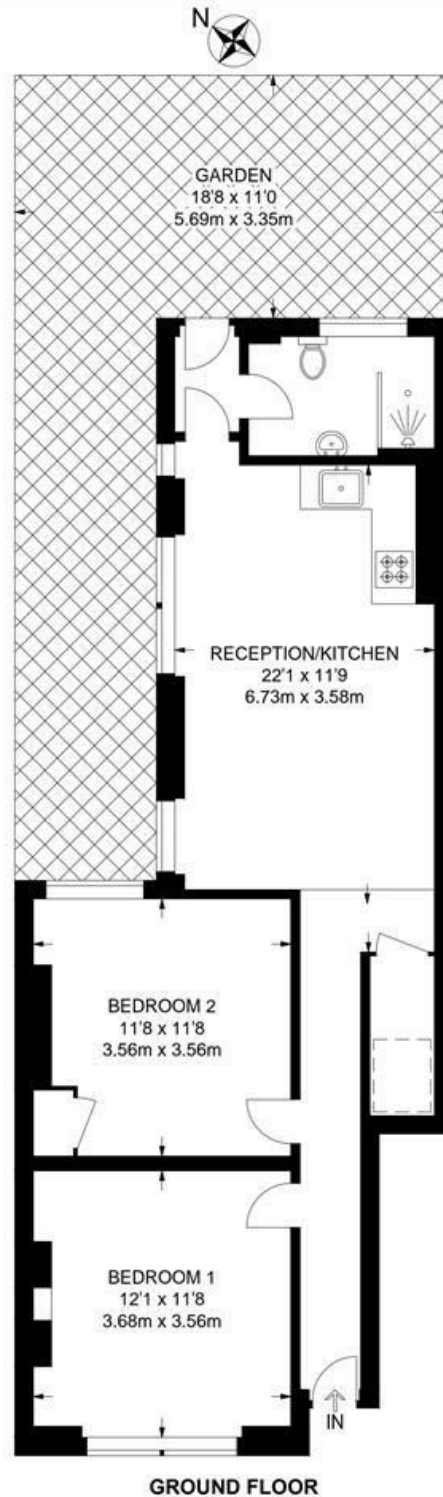 N
GARDEN
18'8 x 11'0
5.69m x 3.35m
RECEPTION/KITCHEN
22'1 x 11'9
6.73m x 3.58m
BEDROOM 2
11'8 x 11'8
3.56m x 3.56m
BEDROOM 1
12'1 x 11'8
3.68m x 3.56m
IN
GROUND FLOOR